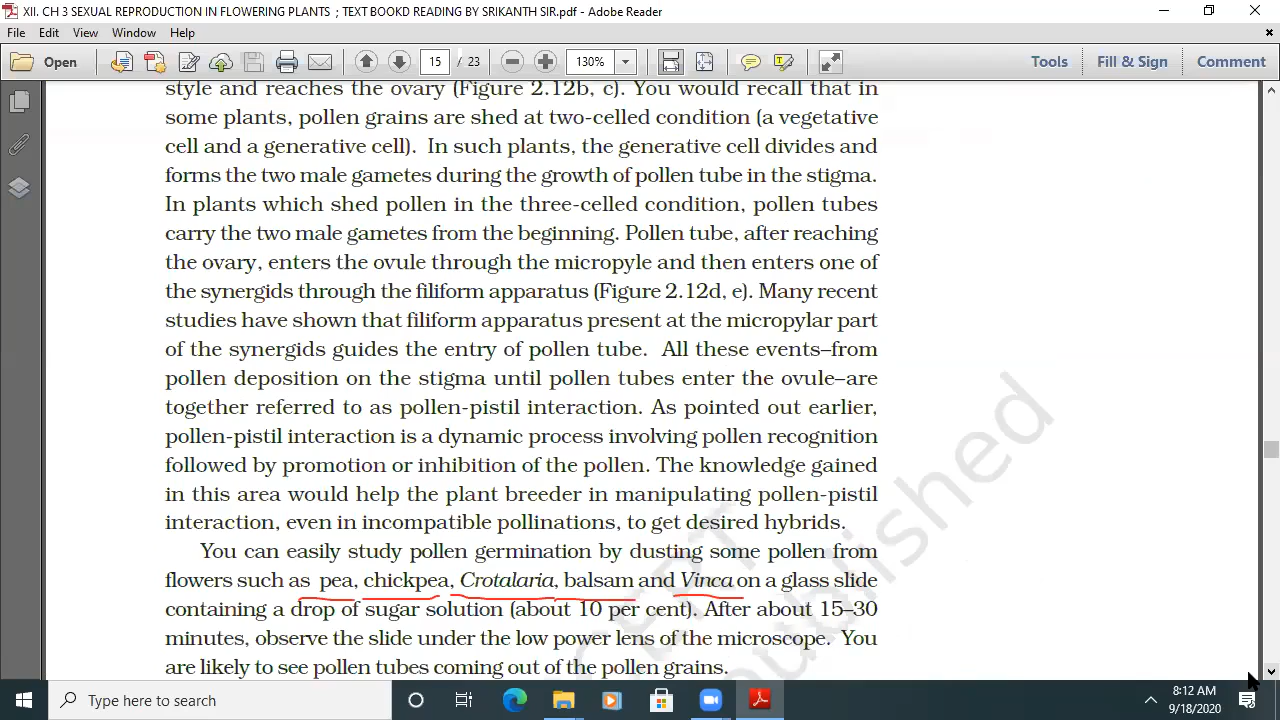 XII. CH 3 SEXUAL REPRODUCTION IN FLOWERING PLANTS ; TEXT BOOKD READING BY SRIKANTH SIR.pdf - Adobe Reader
File Edit View Window Help
Open 15 / 23 130% Tools Fill & Sign Comment
style and reaches the ovary (Figure 2.12b, c). You would recall that in
some plants, pollen grains are shed at two-celled condition (a vegetative
cell and a generative cell). In such plants, the generative cell divides and
forms the two male gametes during the growth of pollen tube in the stigma.
In plants which shed pollen in the three-celled condition, pollen tubes
carry the two male gametes from the beginning. Pollen tube, after reaching
the ovary, enters the ovule through the micropyle and then enters one of
the synergids through the filiform apparatus (Figure 2.12d, e). Many recent
studies have shown that filiform apparatus present at the micropylar part
of the synergids guides the entry of pollen tube. All these events–from
pollen deposition on the stigma until pollen tubes enter the ovule–are
together referred to as pollen-pistil interaction. As pointed out earlier,
pollen-pistil interaction is a dynamic process involving pollen recognition
followed by promotion or inhibition of the pollen. The knowledge gained
in this area would help the plant breeder in manipulating pollen-pistil
interaction, even in incompatible pollinations, to get desired hybrids.
You can easily study pollen germination by dusting some pollen from
flowers such as pea, chickpea, Crotalaria, balsam and Vinca on a glass slide
containing a drop of sugar solution (about 10 per cent). After about 15–30
minutes, observe the slide under the low power lens of the microscope. You
are likely to see pollen tubes coming out of the pollen grains.
Type here to search
8:12 AM
9/18/2020